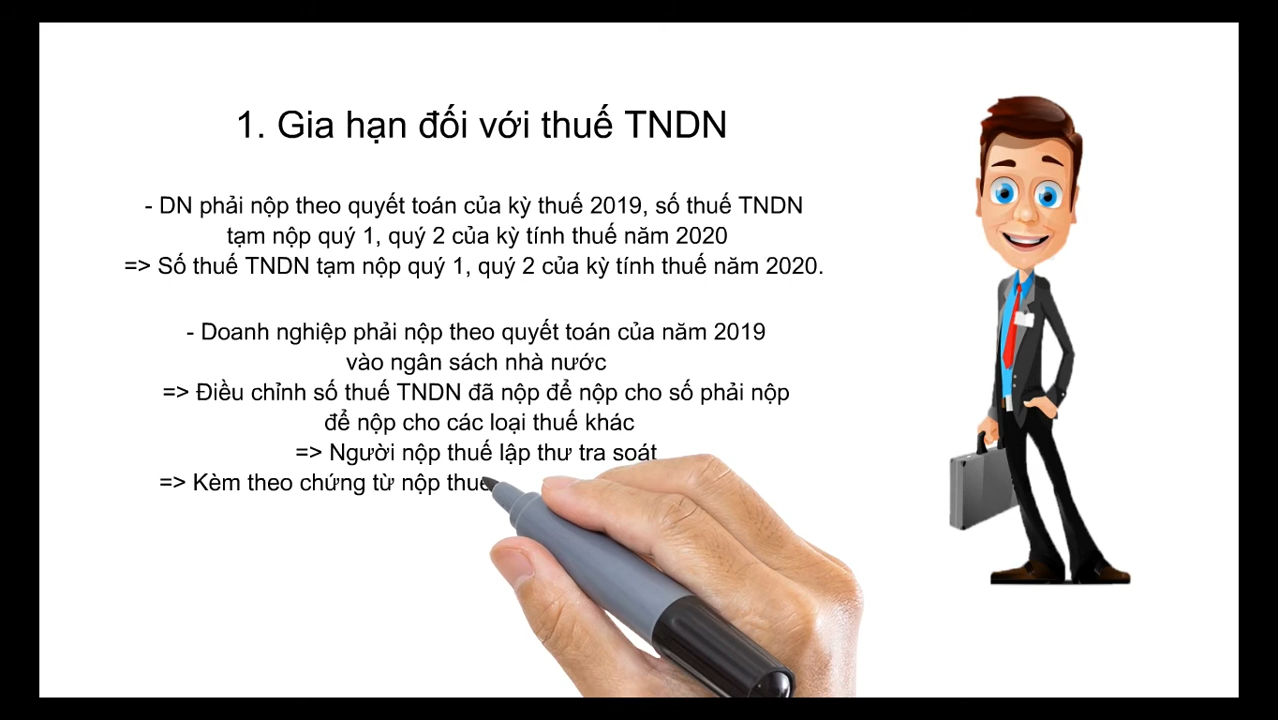 1. Gia hạn đối với thuế TNDN
- DN phải nộp theo quyết toán của kỳ thuế 2019, số thuế TNDN
tạm nộp quý 1, quý 2 của kỳ tính thuế năm 2020
=> Số thuế TNDN tạm nộp quý 1, quý 2 của kỳ tính thuế năm 2020.
- Doanh nghiệp phải nộp theo quyết toán của năm 2019
vào ngân sách nhà nước
=> Điều chỉnh số thuế TNDN đã nộp để nộp cho số phải nộp
để nộp cho các loại thuế khác
=> Người nộp thuế lập thư tra soát
=> Kèm theo chứng từ nộp